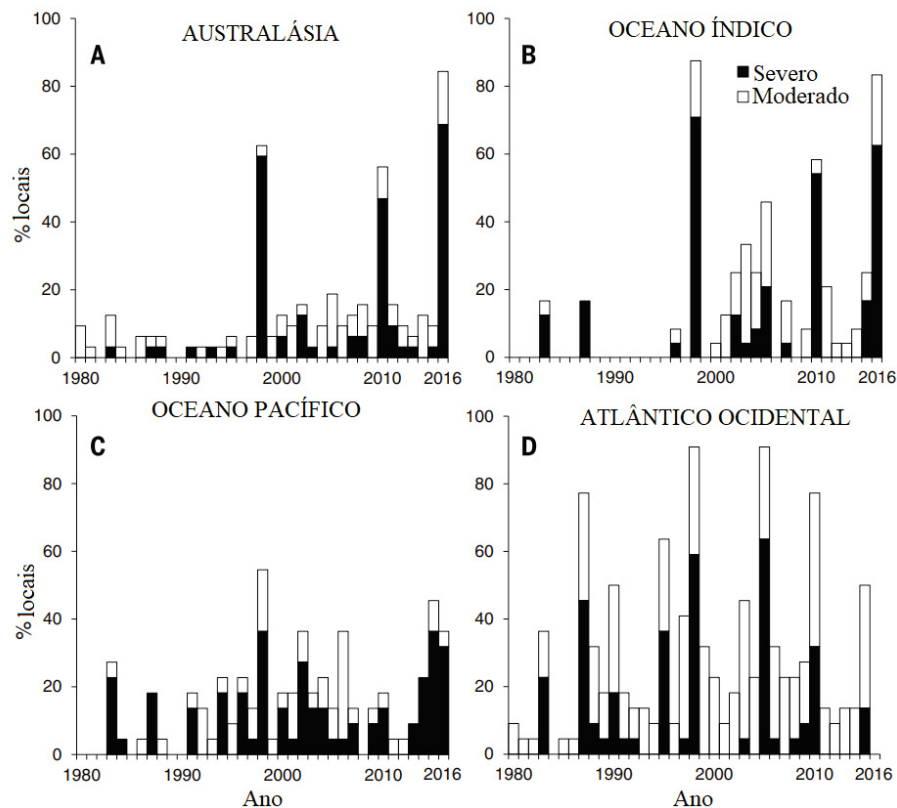 AUSTRALÁSIA
A
% locais
100
80
60
40
20
0
1980 1990 2000 2010 2016
OCEANO ÍNDICO
B
Severo
Moderado
100
80
60
40
20
0
1980 1990 2000 2010 2016
OCEANO PACÍFICO
C
% locais
100
80
60
40
20
0
1980 1990 2000 2010 2016
Ano
ATLÂNTICO OCIDENTAL
D
100
80
60
40
20
0
1980 1990 2000 2010 2016
Ano